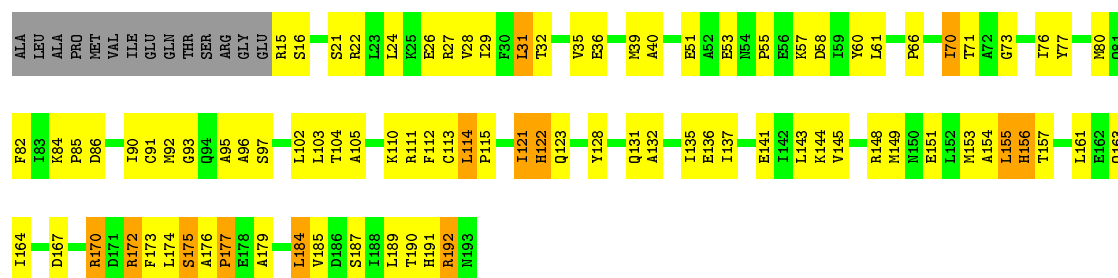 ALA LEU ALA PRO MET VAL ILE GLU GLN THR SER ARG GLY GLU R15 S16 S21 R22 L23 L24 K25 E26 R27 V28 I29 F30 L31 T32 V35 E36 M39 A40 E51 A52 E53 N54 P55 E56 K57 D58 I59 Y60 L61 P66 I70 T71 A72 G73 I76 Y77 M80 Q81
F82 I83 K84 P85 D86 I90 C91 M92 G93 Q94 A95 A96 S97 L102 L103 T104 A105 K110 R111 F112 C113 L114 P115 I121 H122 Q123 Y128 Q131 A132 I135 E136 I137 E141 I142 L143 K144 V145 R148 M149 N150 E151 L152 M153 A154 L155 H156 T157 L161 E162 Q163
I164 D167 R170 D171 R172 F173 L174 S175 A176 P177 E178 A179 L184 V185 D186 S187 I188 L189 T190 H191 R192 N193